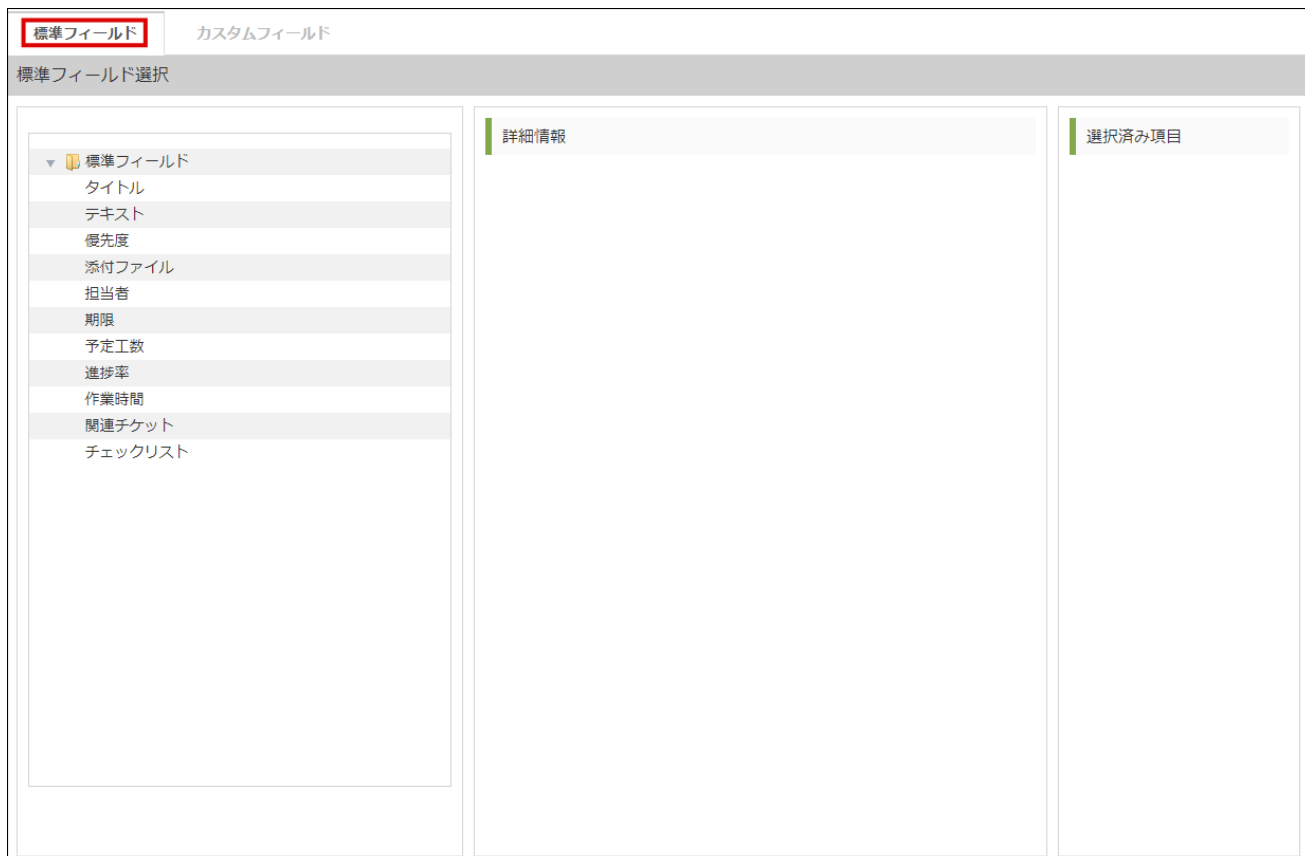 標準フィールド
カスタムフィールド
標準フィールド選択
標準フィールド
タイトル
テキスト
優先度
添付ファイル
担当者
期限
予定工数
進捗率
作業時間
関連チケット
チェックリスト
詳細情報
選択済み項目